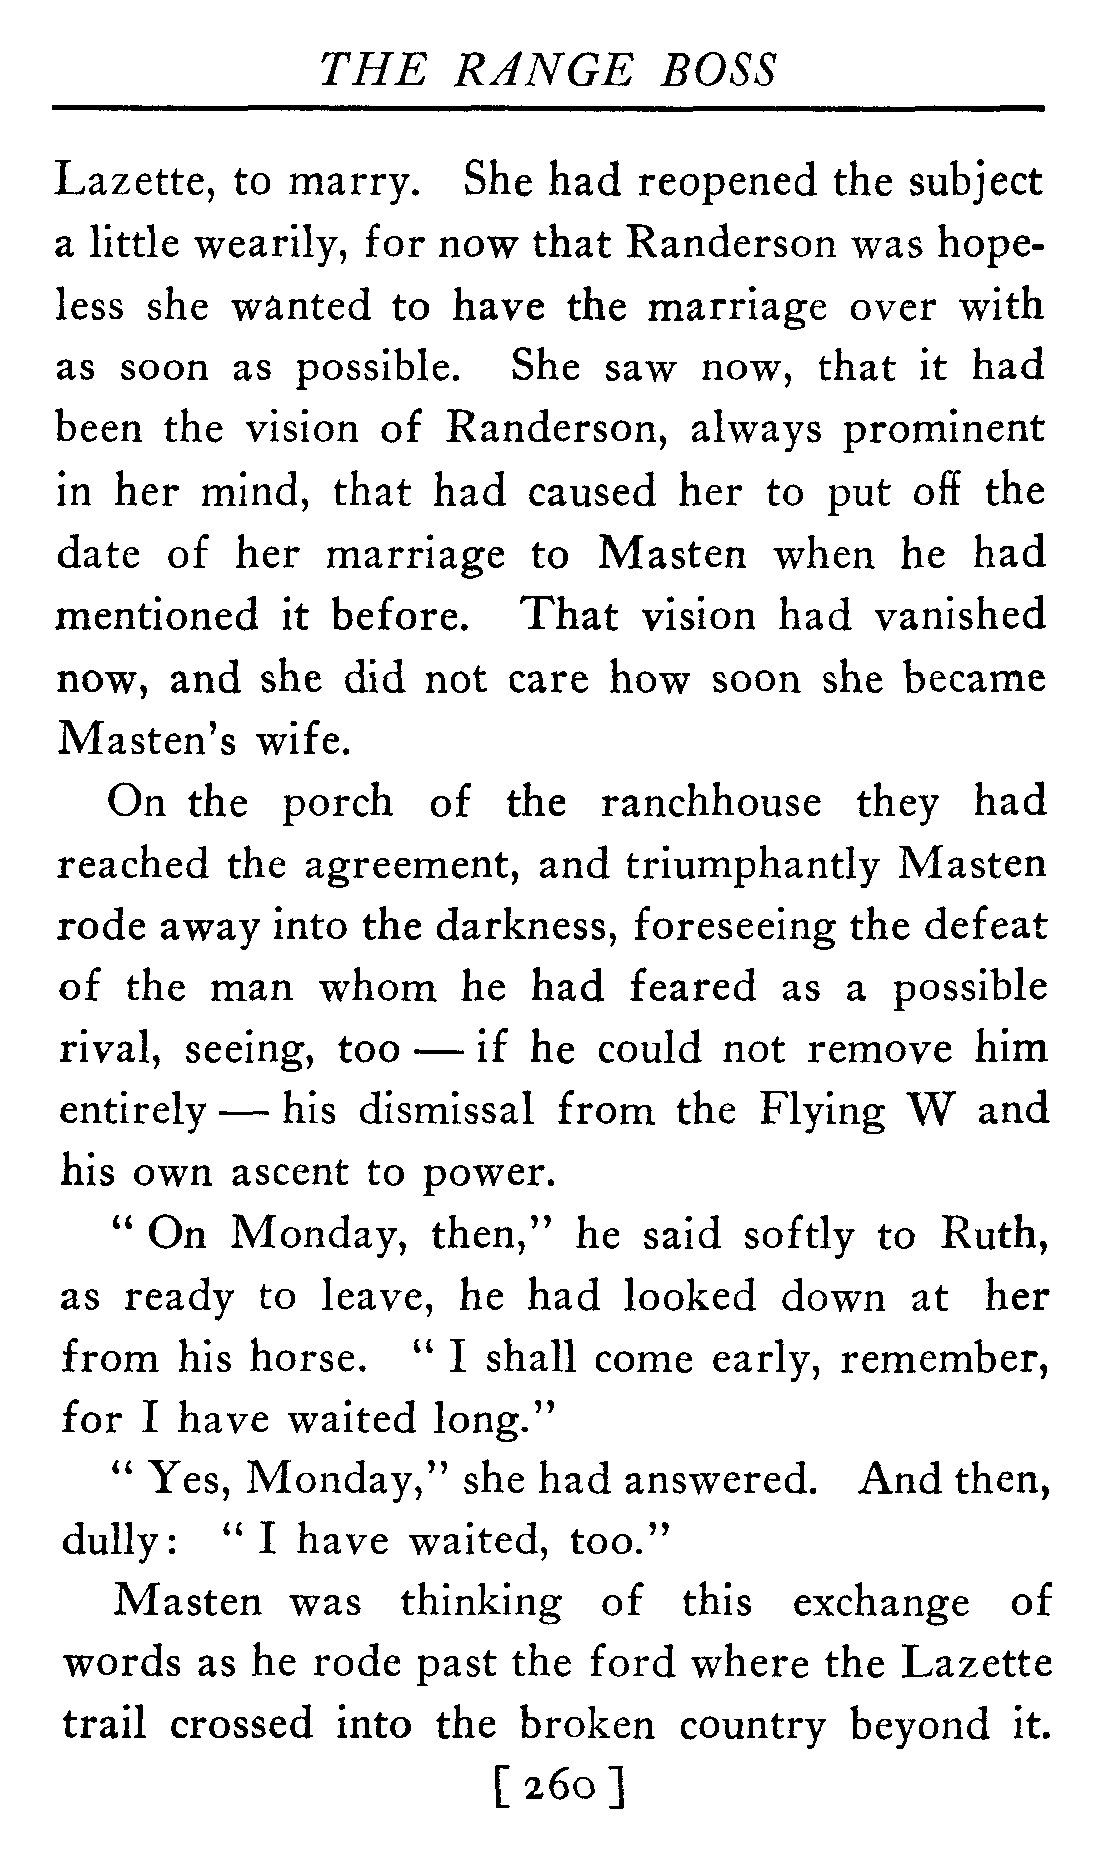 THE RANGE BOSS
Lazette, to marry. She had reopened the subject
a little wearily, for now that Randerson was hope-
less she wanted to have the marriage over with
as soon as possible. She saw now, that it had
been the vision of Randerson, always prominent
in her mind, that had caused her to put off the
date of her marriage to Masten when he had
mentioned it before. That vision had vanished
now, and she did not care how soon she became
Masten's wife.
On the porch of the ranchhouse they had
reached the agreement, and triumphantly Masten
rode away into the darkness, foreseeing the defeat
of the man whom he had feared as a possible
rival, seeing, too — if he could not remove him
entirely — his dismissal from the Flying W and
his own ascent to power.
" On Monday, then," he said softly to Ruth,
as ready to leave, he had looked down at her
from his horse. " I shall come early, remember,
for I have waited long."
" Yes, Monday," she had answered. And then,
dully: " I have waited, too."
Masten was thinking of this exchange of
words as he rode past the ford where the Lazette
trail crossed into the broken country beyond it.
[ 260 ]